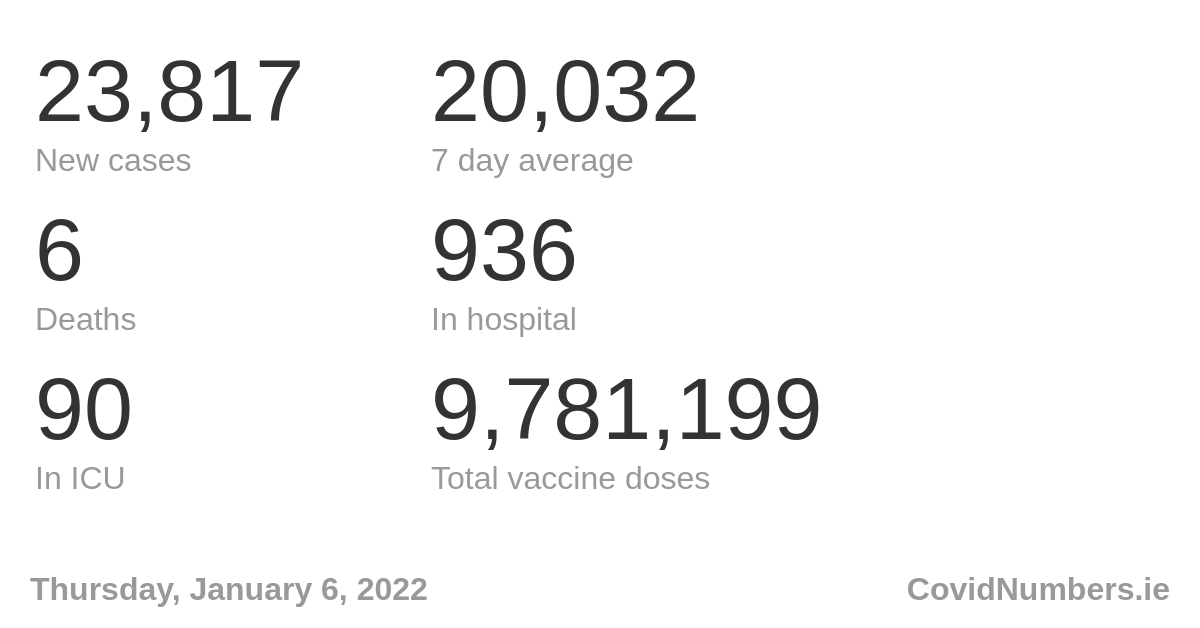 23,817 20,032
New cases 7 day average
6 936
Deaths In hospital
90 9,781,199
In ICU Total vaccine doses
Thursday, January 6, 2022 CovidNumbers.ie